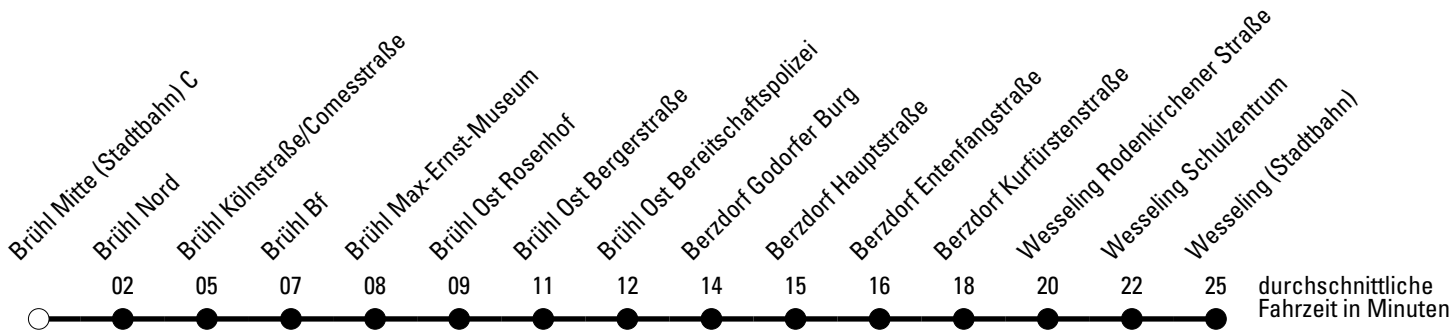 Brühl Mitte (Stadtbahn) C
Brühl Nord
Brühl Kölnstraße/Comesstraße
Brühl Bf
Brühl Max-Ernst-Museum
Brühl Ost Rosenhof
Brühl Ost Bergerstraße
Brühl Ost Bereitschaftspolizei
Berzdorf Godorfer Burg
Berzdorf Hauptstraße
Berzdorf Entenfangstraße
Berzdorf Kurfürstenstraße
Wesseling Rodenkirchener Straße
Wesseling Schulzentrum
Wesseling (Stadtbahn)
02 05 07 08 09 11 12 14 15 16 18 20 22 25
durchschnittliche
Fahrzeit in Minuten